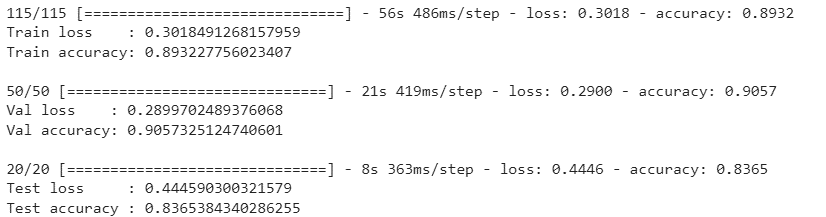 115/115 [==============================] - 56s 486ms/step - loss: 0.3018 - accuracy: 0.8932
Train loss    : 0.3018491268157959
Train accuracy: 0.893227756023407
50/50 [==============================] - 21s 419ms/step - loss: 0.2900 - accuracy: 0.9057
Val loss    : 0.2899702489376068
Val accuracy: 0.9057325124740601
20/20 [==============================] - 8s 363ms/step - loss: 0.4446 - accuracy: 0.8365
Test loss     : 0.444590300321579
Test accuracy : 0.8365384340286255